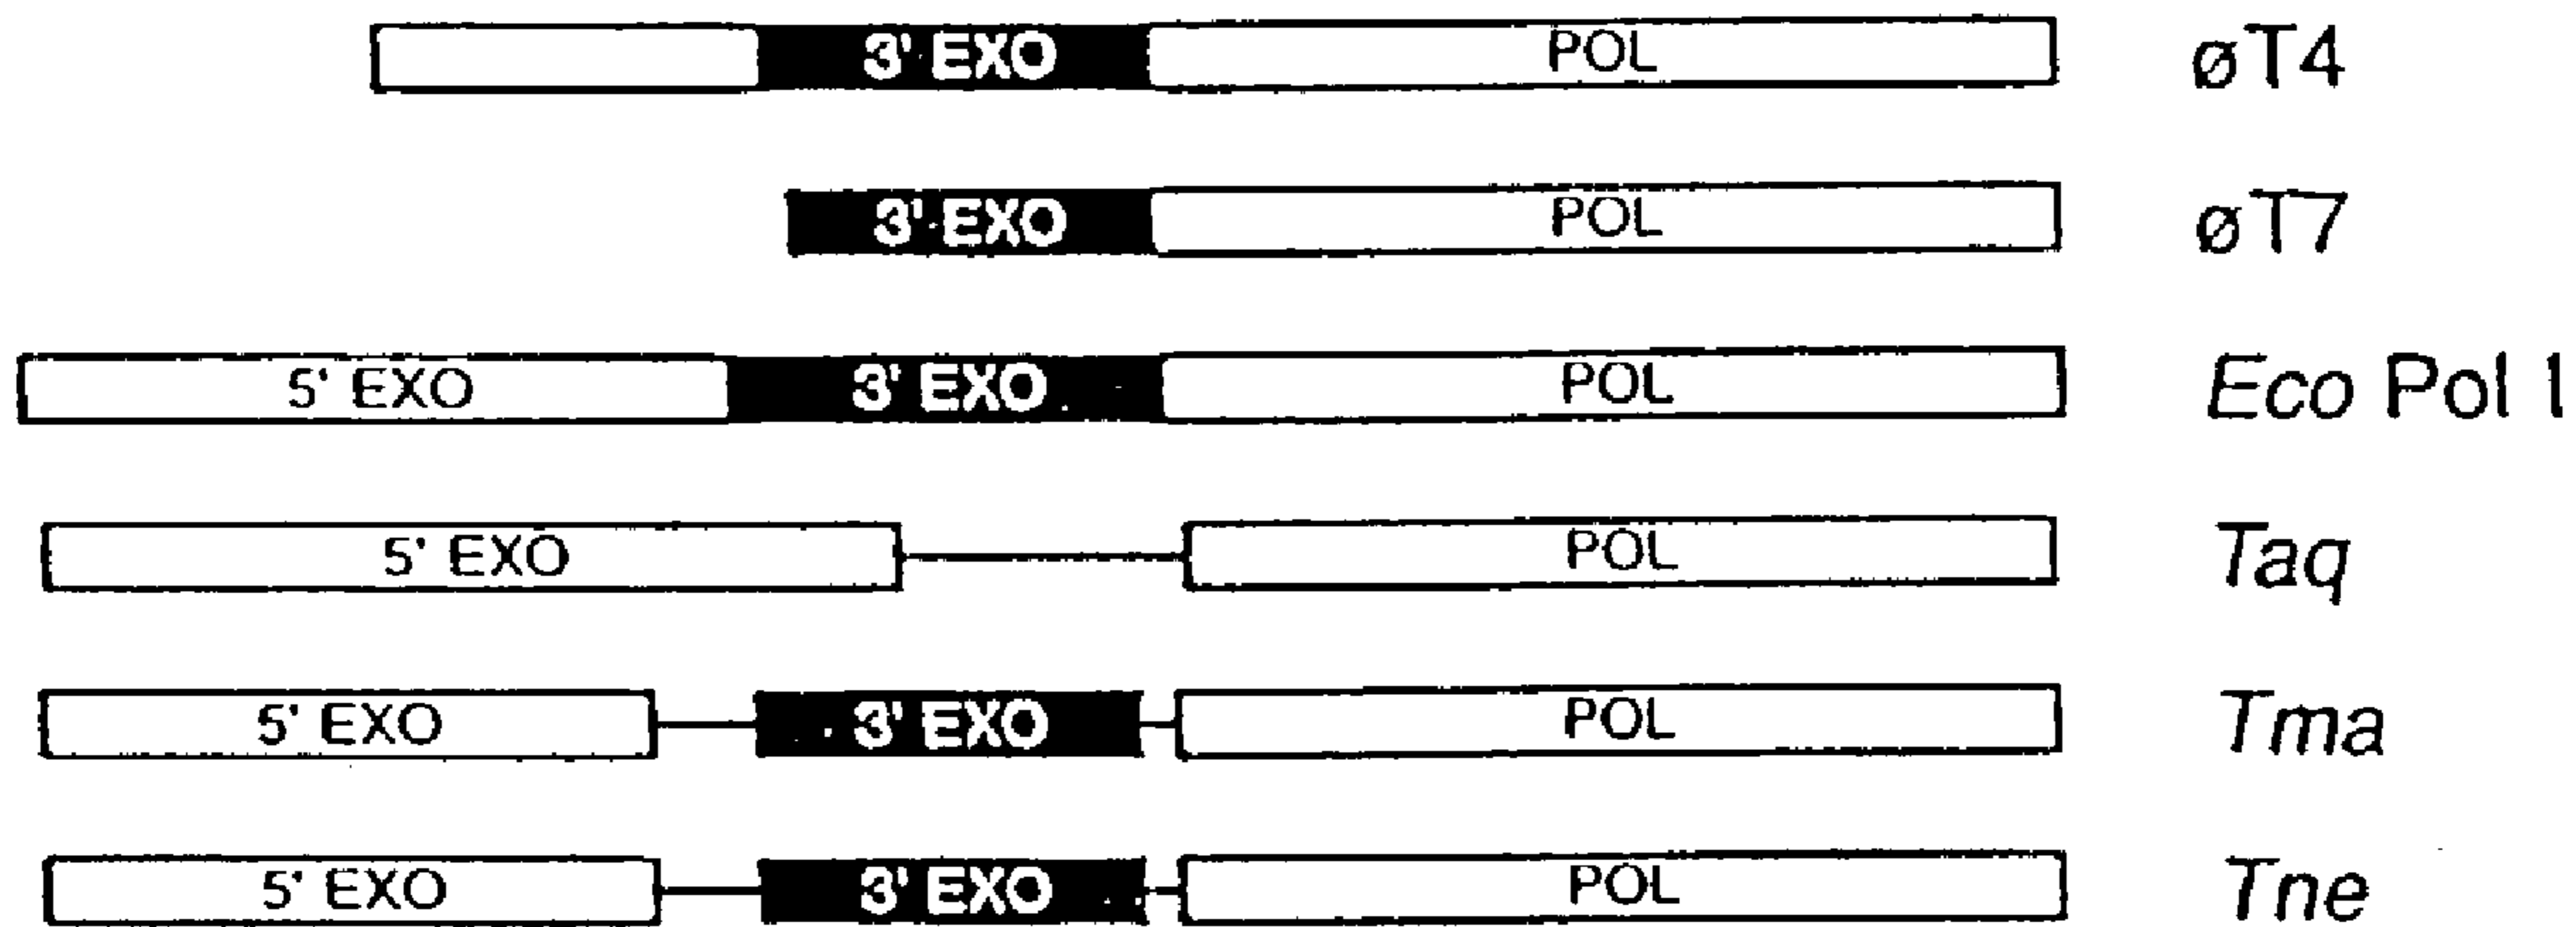 3' EXO POL øT4
3' EXO POL øT7
5' EXO 3' EXO POL Eco Pol I
5' EXO POL Taq
5' EXO 3' EXO POL Tma
5' EXO 3' EXO POL Tne